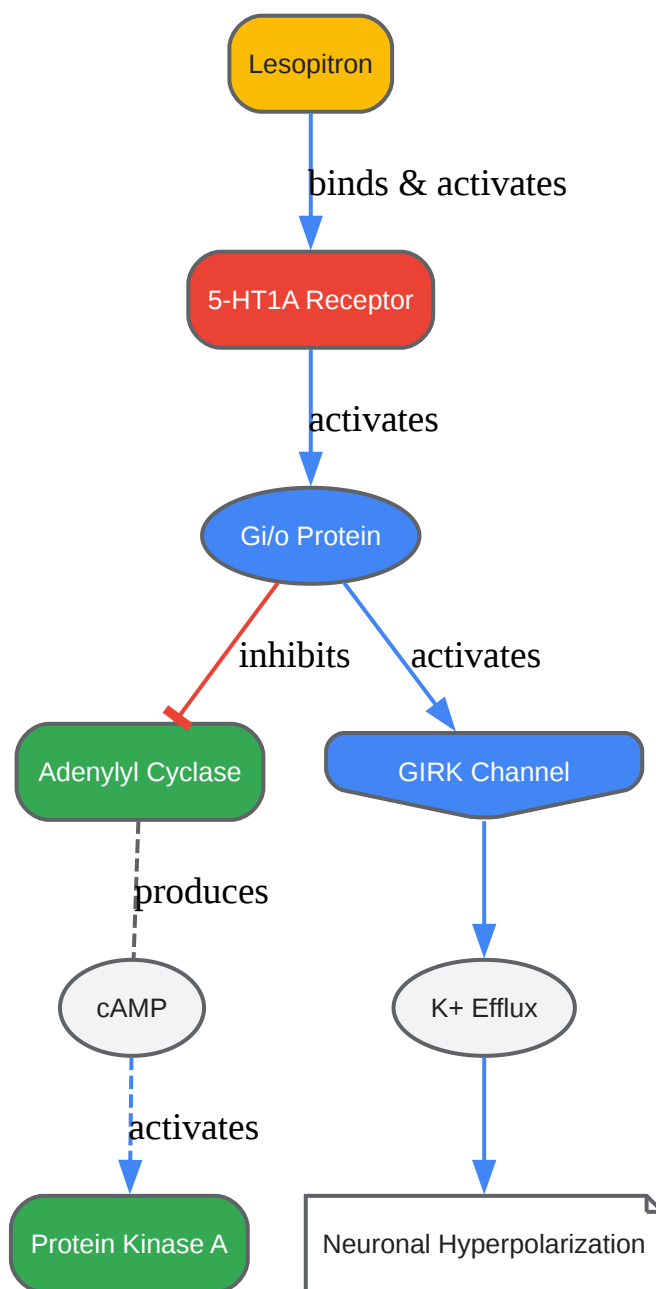 Lesopitron
binds & activates
5-HT1A Receptor
activates
Gi/o Protein
inhibits
activates
Adenylyl Cyclase
GIRK Channel
produces
cAMP
K+ Efflux
activates
Protein Kinase A
Neuronal Hyperpolarization